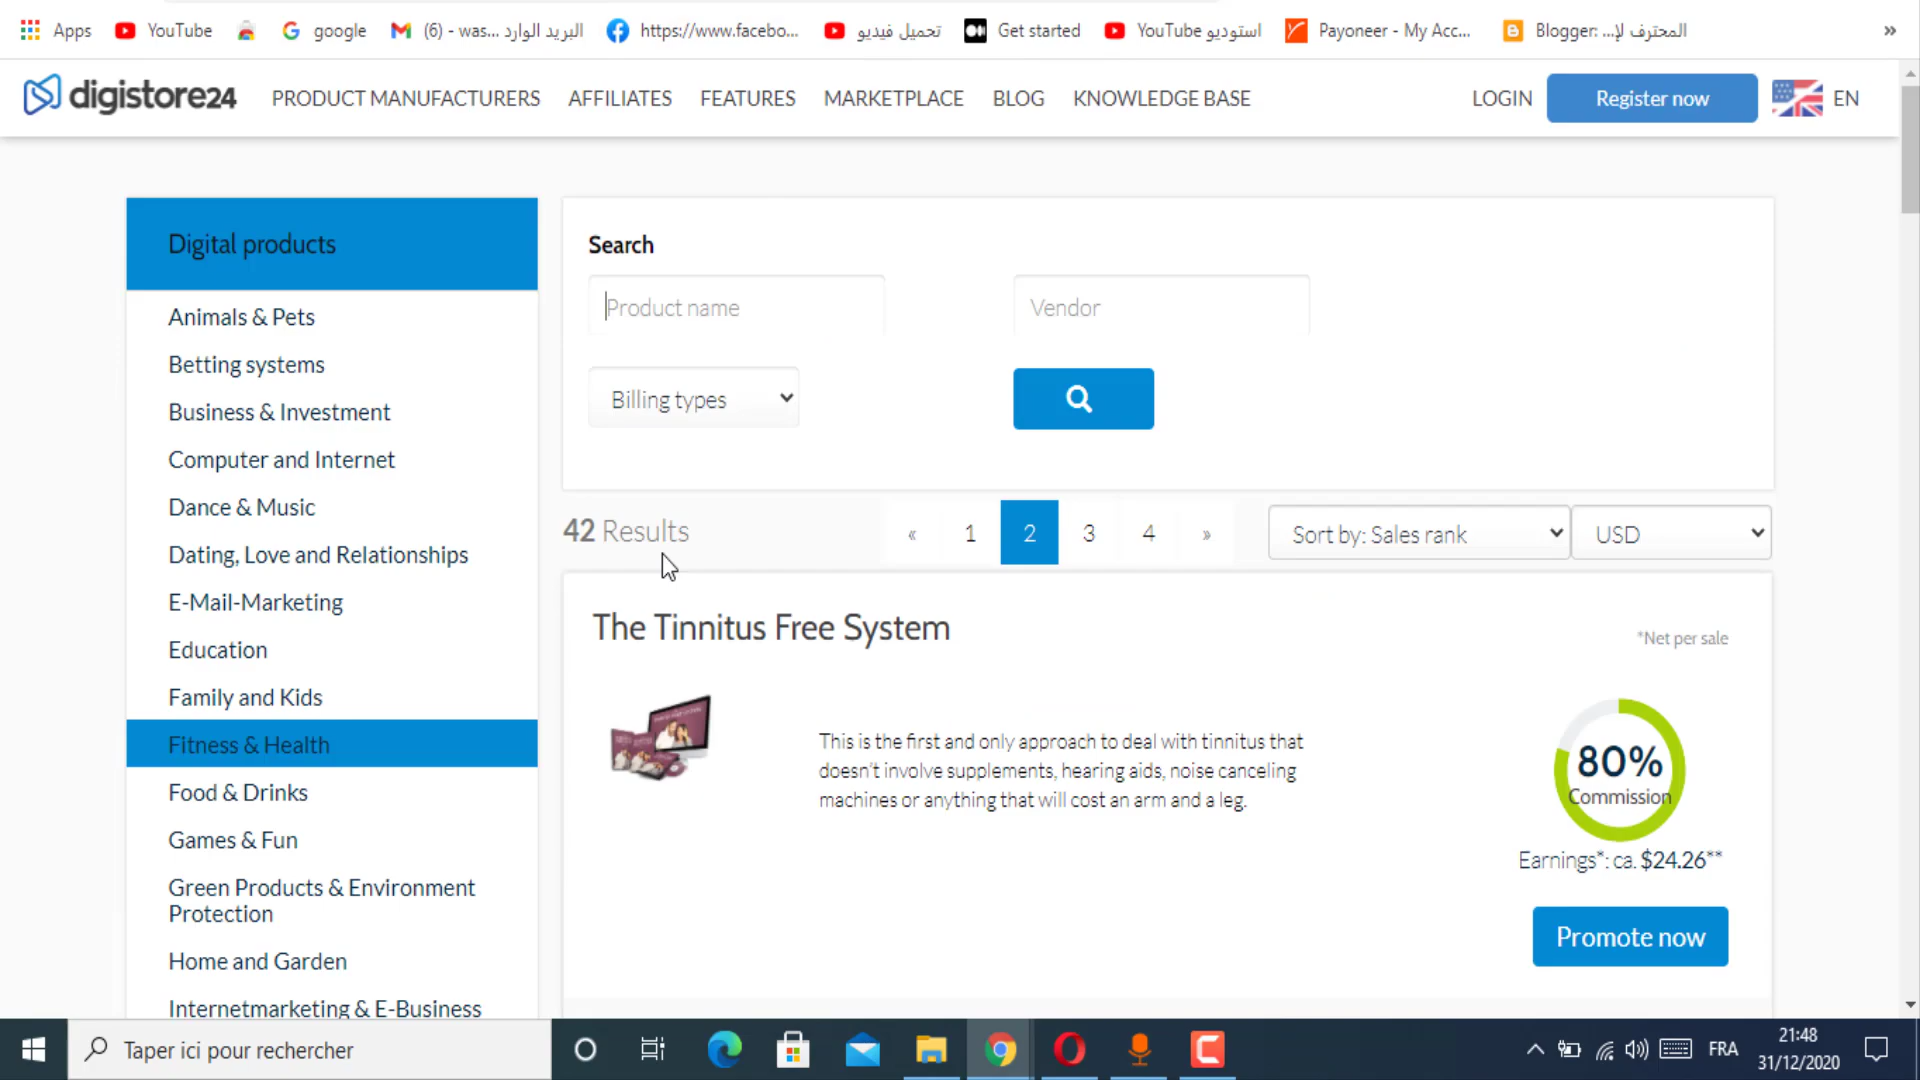 Apps YouTube google البريد الوارد (6) - was... https://www.facebo... تحميل فيديو Get started استوديو YouTube Payoneer - My Acc... Blogger: ...المحترف لإ »
digistore24 PRODUCT MANUFACTURERS AFFILIATES FEATURES MARKETPLACE BLOG KNOWLEDGE BASE LOGIN Register now EN
Digital products
Animals & Pets
Betting systems
Business & Investment
Computer and Internet
Dance & Music
Dating, Love and Relationships
E-Mail-Marketing
Education
Family and Kids
Fitness & Health
Food & Drinks
Games & Fun
Green Products & Environment
Protection
Home and Garden
Internetmarketing & E-Business
Search
Product name Vendor
Billing types
42 Results « 1 2 3 4 » Sort by: Sales rank USD
The Tinnitus Free System
*Net per sale
This is the first and only approach to deal with tinnitus that
doesn't involve supplements, hearing aids, noise canceling
machines or anything that will cost an arm and a leg.
80%
Commission
Earnings*: ca. $24.26**
Promote now
Taper ici pour rechercher FRA 21:48
31/12/2020